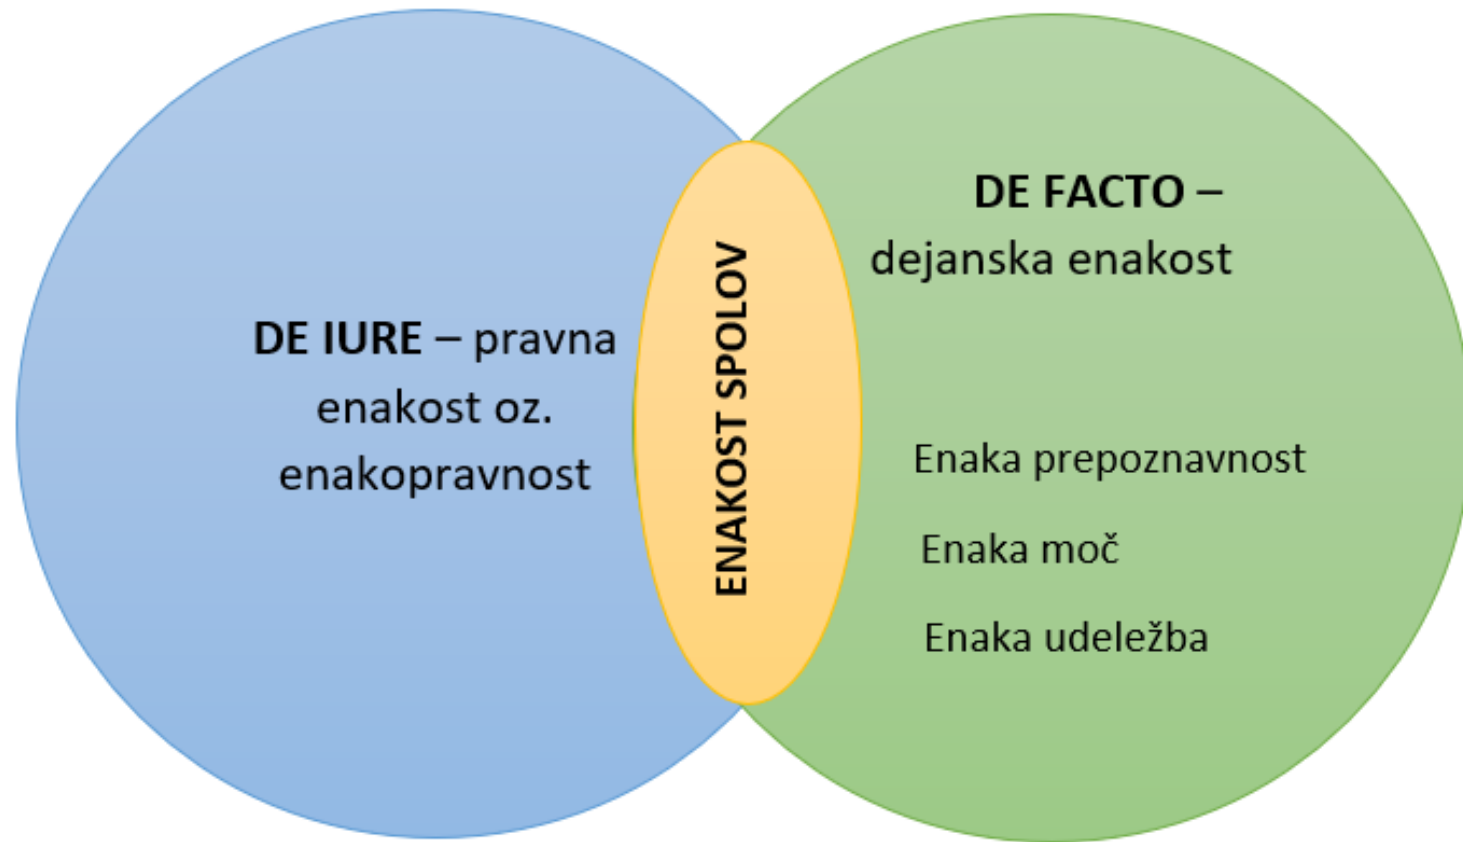 DE IURE – pravna
enakost oz.
enakopravnost
ENAKOST SPOLOV
DE FACTO –
dejanska enakost
Enaka prepoznavnost
Enaka moč
Enaka udeležba